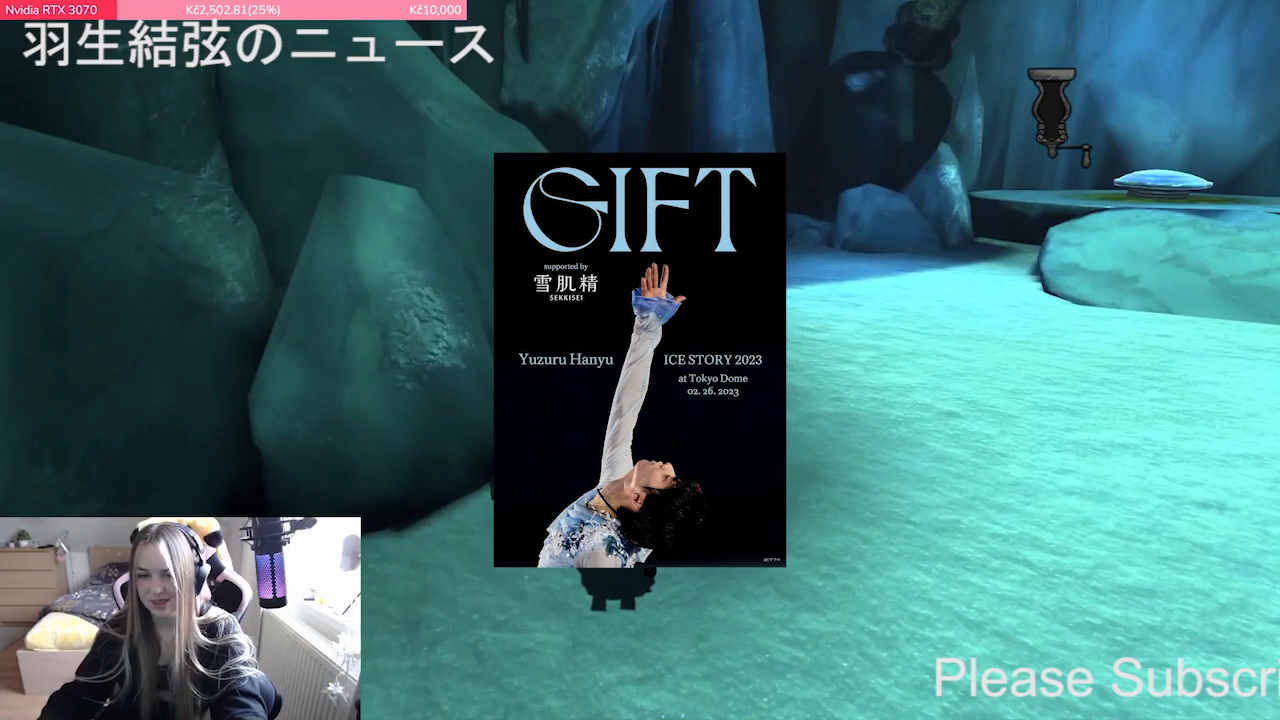 Nvidia RTX 3070 Kč2,502.81(25%) Kč10,000
羽生結弦のニュース
GIFT
supported by
雪肌精
SEKKISEI
Yuzuru Hanyu ICE STORY 2023
at Tokyo Dome
02. 26. 2023
Please Subscri